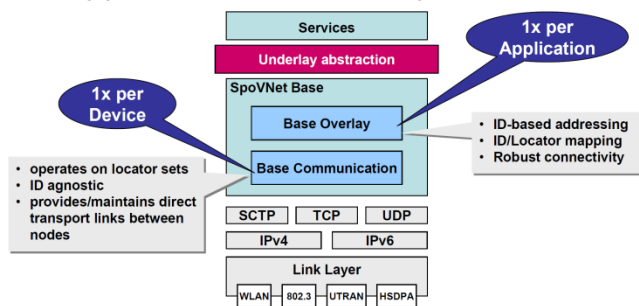 Services
Underlay abstraction
1x per
Application
1x per
Device
SpoVNet Base
Base Overlay
Base Communication
• ID-based addressing
• ID/Locator mapping
• Robust connectivity
• operates on locator sets
• ID agnostic
• provides/maintains direct
transport links between
nodes
SCTP TCP UDP
IPv4 IPv6
Link Layer
WLAN 802.3 UTRAN HSDPA